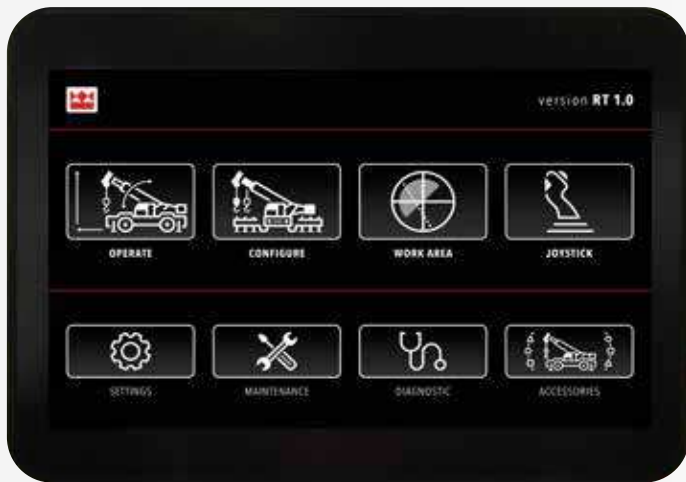 version RT 1.0
OPERATE
CONFIGURE
WORK AREA
JOYSTICK
SETTINGS
MAINTENANCE
DIAGNOSTIC
ACCESSORIES